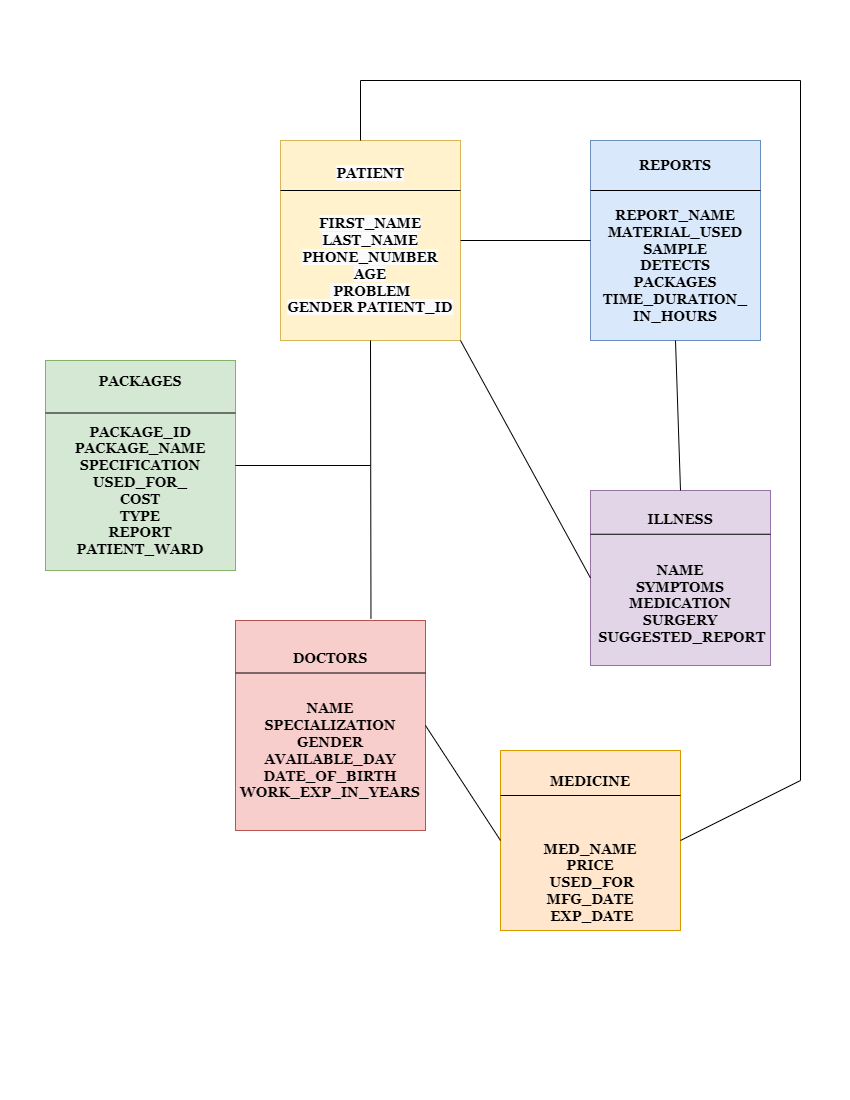 PATIENT
FIRST_NAME
LAST_NAME
PHONE_NUMBER
AGE
PROBLEM
GENDER PATIENT_ID
REPORTS
REPORT_NAME
MATERIAL_USED
SAMPLE
DETECTS
PACKAGES
TIME_DURATION_
IN_HOURS
PACKAGES
PACKAGE_ID
PACKAGE_NAME
SPECIFICATION
USED_FOR_
COST
TYPE
REPORT
PATIENT_WARD
ILLNESS
NAME
SYMPTOMS
MEDICATION
SURGERY
SUGGESTED_REPORT
DOCTORS
NAME
SPECIALIZATION
GENDER
AVAILABLE_DAY
DATE_OF_BIRTH
WORK_EXP_IN_YEARS
MEDICINE
MED_NAME
PRICE
USED_FOR
MFG_DATE
EXP_DATE